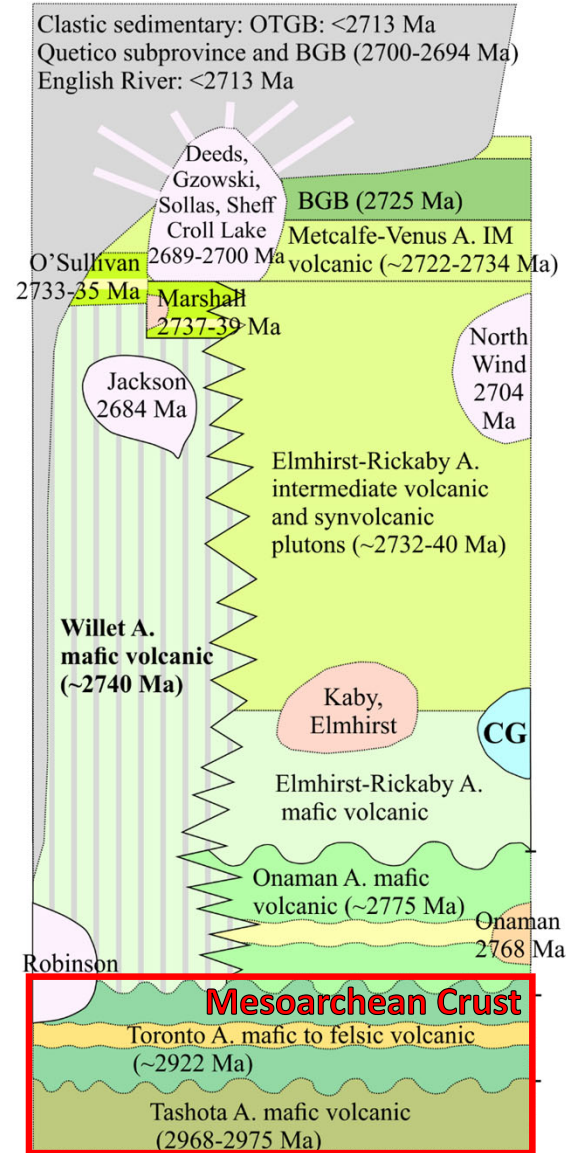 Clastic sedimentary: OTGB: <2713 Ma
Quetico subprovince and BGB (2700-2694 Ma)
English River: <2713 Ma
Deeds,
Gzowski,
Sollas, Sheff
Croll Lake
2689-2700 Ma
BGB (2725 Ma)
Metcalfe-Venus A. IM
volcanic (~2722-2734 Ma)
O'Sullivan
2733-35 Ma
Marshall
2737-39 Ma
North
Wind
2704
Ma
Jackson
2684 Ma
Elmhirst-Rickaby A.
intermediate volcanic
and synvolcanic
plutons (~2732-40 Ma)
Willet A.
mafic volcanic
(~2740 Ma)
Kaby,
Elmhirst
CG
Elmhirst-Rickaby A.
mafic volcanic
Onaman A. mafic
volcanic (~2775 Ma)
Onaman
2768 Ma
Robinson
Mesoarchean Crust
Toronto A. mafic to felsic volcanic
(~2922 Ma)
Tashota A. mafic volcanic
(2968-2975 Ma)